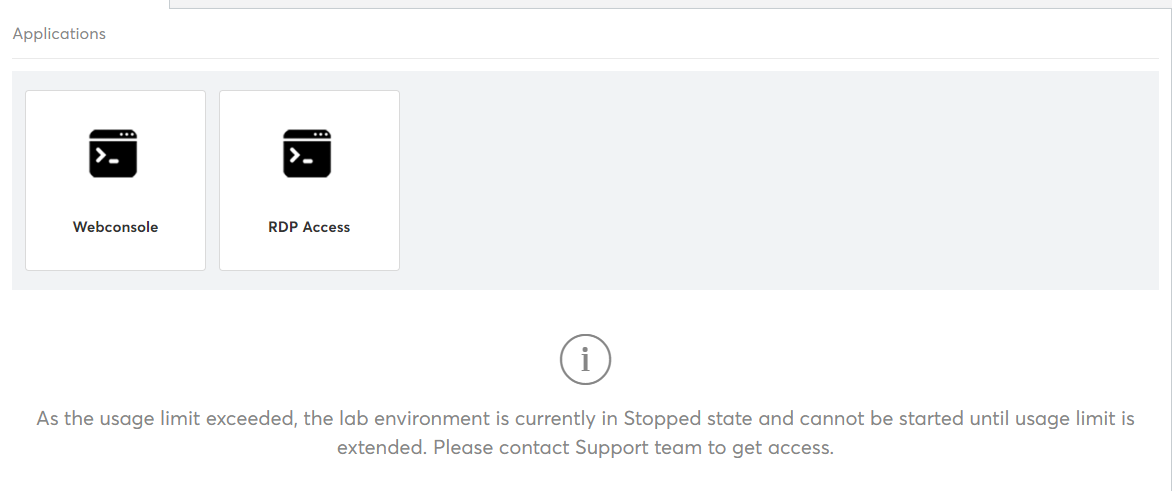 Applications
Webconsole
RDP Access
As the usage limit exceeded, the lab environment is currently in Stopped state and cannot be started until usage limit is
extended. Please contact Support team to get access.